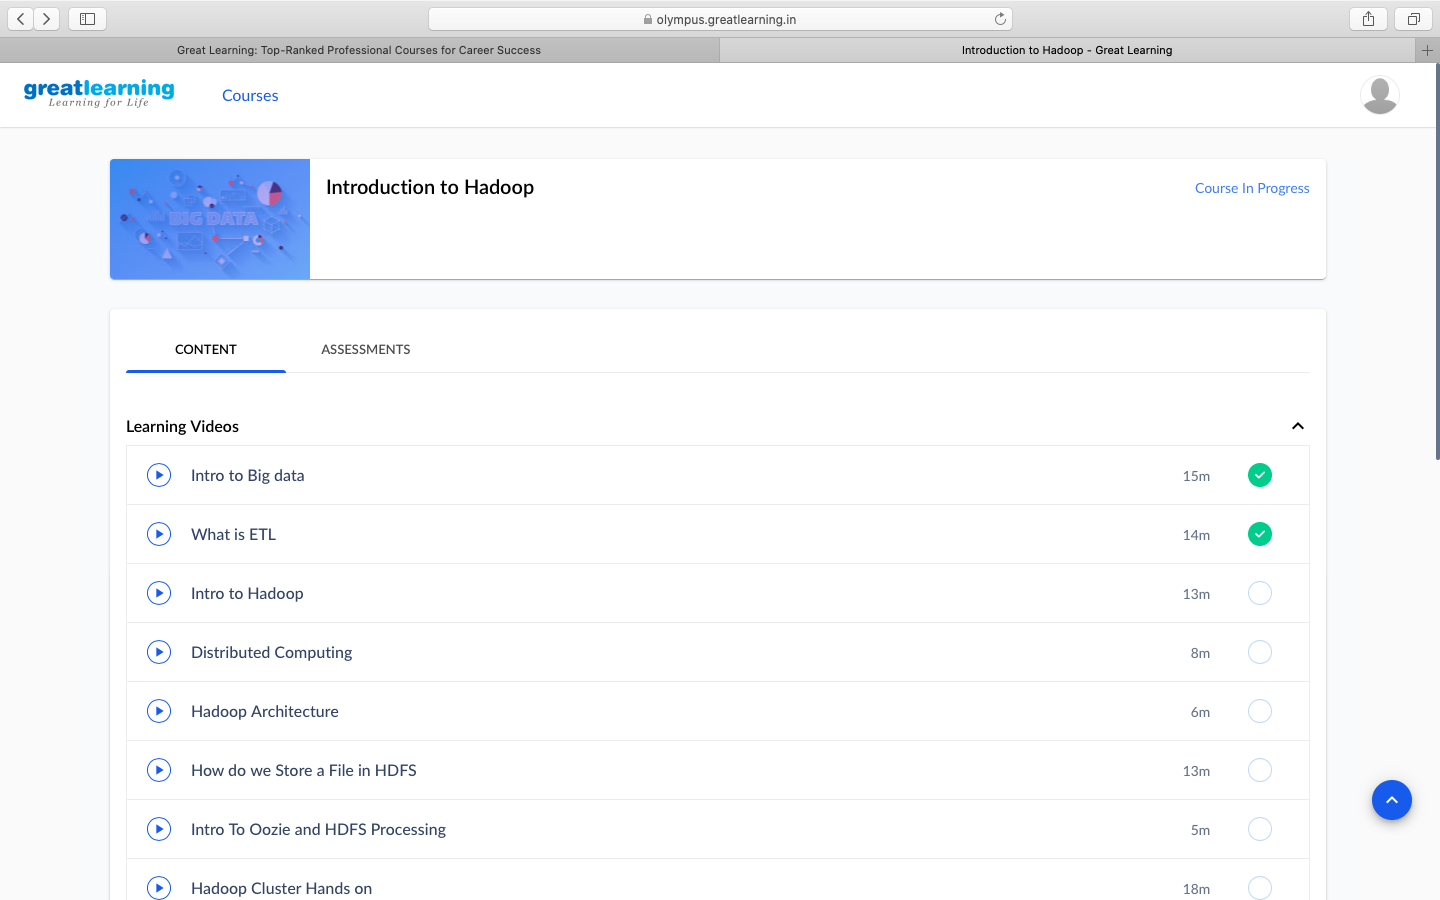 olympus.greatlearning.in
Great Learning: Top-Ranked Professional Courses for Career Success
Introduction to Hadoop - Great Learning
greatlearning
Learning for Life
Courses
BIG DATA
Introduction to Hadoop
Course In Progress
CONTENT
ASSESSMENTS
Learning Videos
Intro to Big data 15m
What is ETL 14m
Intro to Hadoop 13m
Distributed Computing 8m
Hadoop Architecture 6m
How do we Store a File in HDFS 13m
Intro To Oozie and HDFS Processing 5m
Hadoop Cluster Hands on 18m